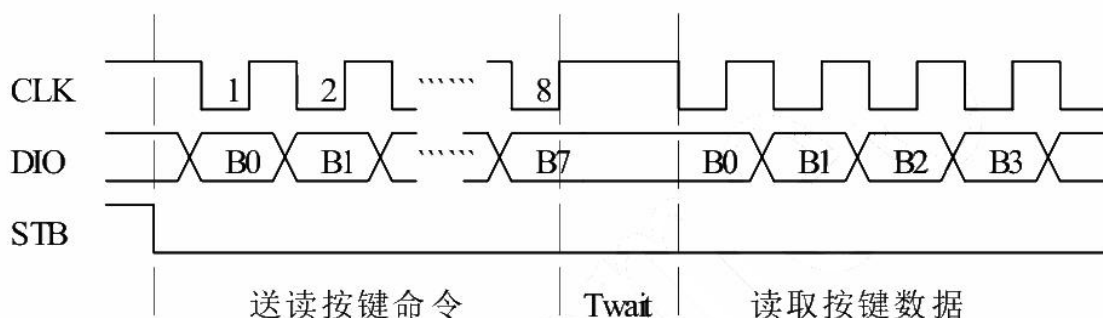 CLK 1 2 …… 8
DIO B0 B1 …… B7 B0 B1 B2 B3
STB
送读按键命令 Twait 读取按键数据